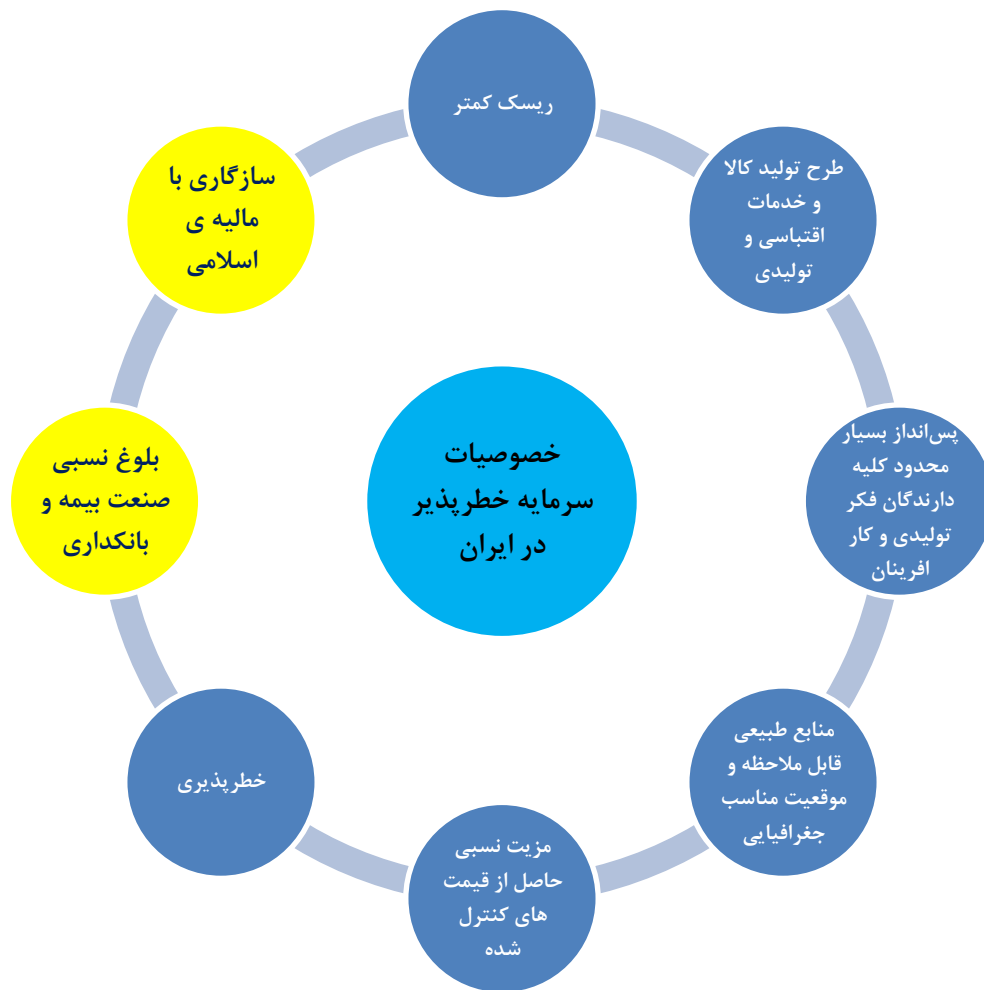 ریسک کمتر
طرح تولید کالا
و خدمات
اقتباسی و
تولیدی
پس‌انداز بسیار
محدود کلیه
دارندگان فکر
تولیدی و کار
افرینان
منابع طبیعی
قابل ملاحظه و
موقعیت مناسب
جغرافیایی
مزیت نسبی
حاصل از قیمت
های کنترل
شده
خطرپذیری
بلوغ نسبی
صنعت بیمه و
بانکداری
سازگاری با
مالیه ی
اسلامی
خصوصیات
سرمایه خطرپذیر
در ایران